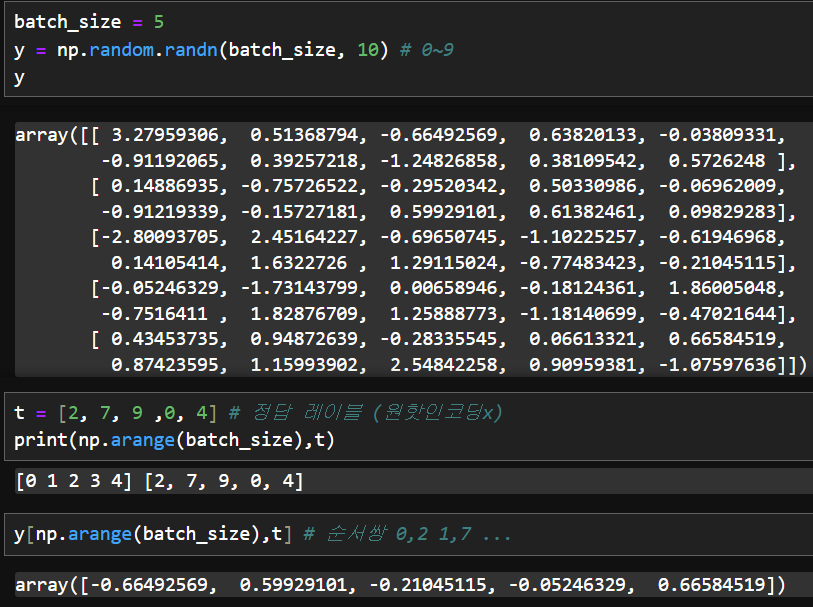 batch_size = 5
y = np.random.randn(batch_size, 10) # 0~9
y
array([[ 3.27959306,  0.51368794, -0.66492569,  0.63820133, -0.03809331,
-0.91192065,  0.39257218, -1.24826858,  0.38109542,  0.5726248 ],
[ 0.14886935, -0.75726522, -0.29520342,  0.50330986, -0.06962009,
-0.91219339, -0.15727181,  0.59929101,  0.61382461,  0.09829283],
[-2.80093705,  2.45164227, -0.69650745, -1.10225257, -0.61946968,
0.14105414,  1.6322726 ,  1.29115024, -0.77483423, -0.21045115],
[-0.05246329, -1.73143799,  0.00658946, -0.18124361,  1.86005048,
-0.7516411 ,  1.82876709,  1.25888773, -1.18140699, -0.47021644],
[ 0.43453735,  0.94872639, -0.28335545,  0.06613321,  0.66584519,
0.87423595,  1.15993902,  2.54842258,  0.90959381, -1.07597636]])
t = [2, 7, 9 ,0, 4] # 정답 레이블 (원핫인코딩x)
print(np.arange(batch_size),t)
[0 1 2 3 4] [2, 7, 9, 0, 4]
y[np.arange(batch_size),t] # 순서쌍 0,2 1,7 ...
array([-0.66492569,  0.59929101, -0.21045115, -0.05246329,  0.66584519])